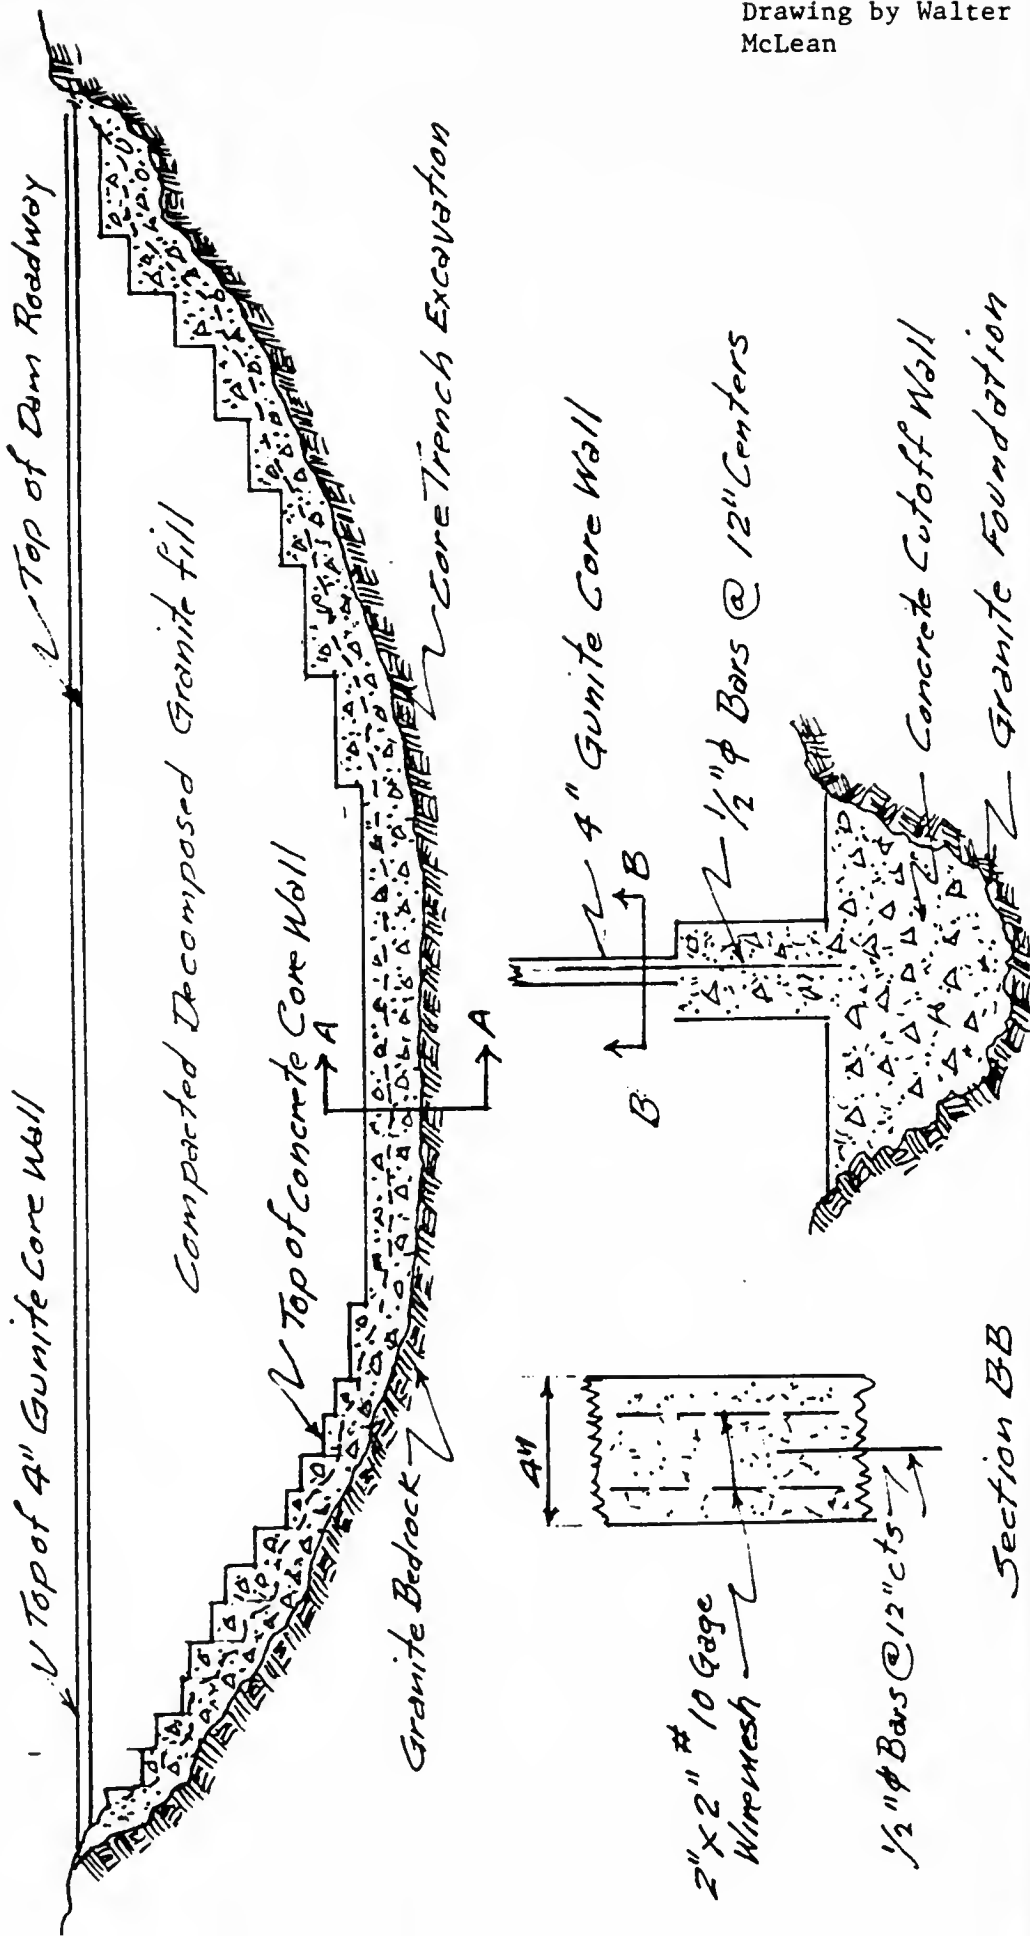 Drawing by Walter
McLean
Top of 4" Gunite Core Wall
Top of Dam Roadway
Compacted Decomposed Granite fill
Top of Concrete Core Wall
A
A
Granite Bedrock
Core Trench Excavation
4"
2" x 2" # 10 Gage
Wiremesh
1/2" ϕ Bars @ 12" cts
Section BB
B
B
4" Gunite Core Wall
1/2" ϕ Bars @ 12" Centers
Concrete Cutoff Wall
Granite Foundation